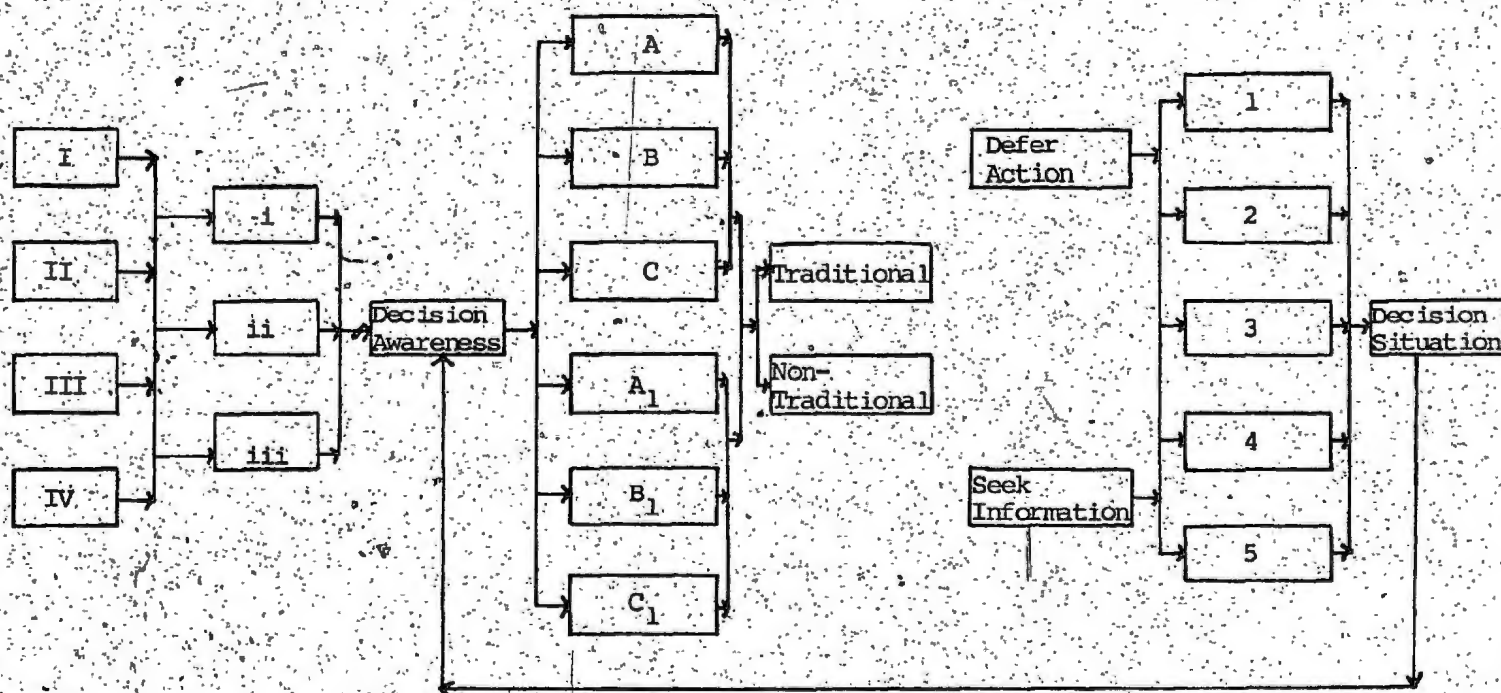 I
II
III
IV
i
ii
iii
Decision
Awareness
A
B
C
A1
B1
C1
Traditional
Non-
Traditional
Defer
Action
Seek
Information
1
2
3
4
5
Decision
Situation